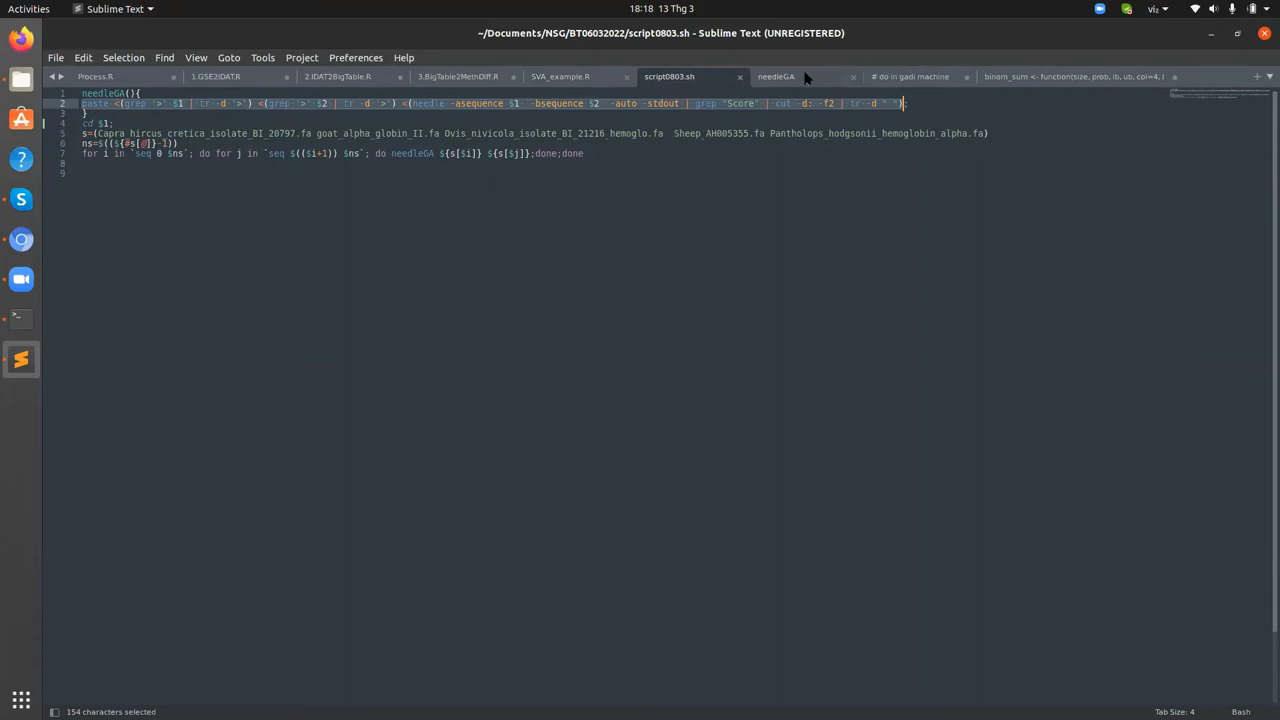 Activities
Sublime Text
18:18 13 Thg 3
viz
~/Documents/NSG/BT06032022/script0803.sh - Sublime Text (UNREGISTERED)
File Edit Selection Find View Goto Tools Project Preferences Help
Process.R
1.GSE2IDAT.R
2.IDAT2BigTable.R
3.BigTable2MethDiff.R
SVA_example.R
script0803.sh
needleGA
# do in gadi machine
binom_sum <- function(size, prob, lb, ub, col=4, l
1 needleGA(){
2 paste <(grep '>' $1 | tr -d '>') <(grep '>' $2 | tr -d '>') <(needle -asequence $1 -bsequence $2 -auto -stdout | grep "Score" | cut -d: -f2 | tr -d " ");
3 }
4 cd $1;
5 s=(Capra_hircus_cretica_isolate_BI_20797.fa goat_alpha_globin_II.fa Ovis_nivicola_isolate_BI_21216_hemoglo.fa Sheep_AH005355.fa Pantholops_hodgsonii_hemoglobin_alpha.fa)
6 ns=$((${#s[@]}-1))
7 for i in `seq 0 $ns`; do for j in `seq $(($i+1)) $ns`; do needleGA ${s[$i]} ${s[$j]};done;done
8
9
154 characters selected
Tab Size: 4
Bash